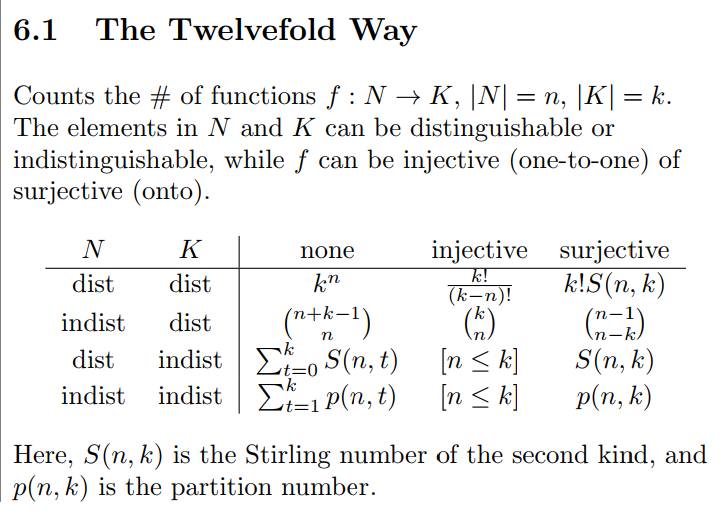 6.1 The Twelvefold Way
Counts the # of functions f : N → K, |N| = n, |K| = k.
The elements in N and K can be distinguishable or
indistinguishable, while f can be injective (one-to-one) of
surjective (onto).
N K none injective surjective
dist dist k^n \frac{k!}{(k−n)!} k!S(n, k)
indist dist \binom{n+k−1}{n} \binom{k}{n} \binom{n−1}{n−k}
dist indist \sum_{t=0}^{k} S(n, t) [n ≤ k] S(n, k)
indist indist \sum_{t=1}^{k} p(n, t) [n ≤ k] p(n, k)
Here, S(n, k) is the Stirling number of the second kind, and
p(n, k) is the partition number.